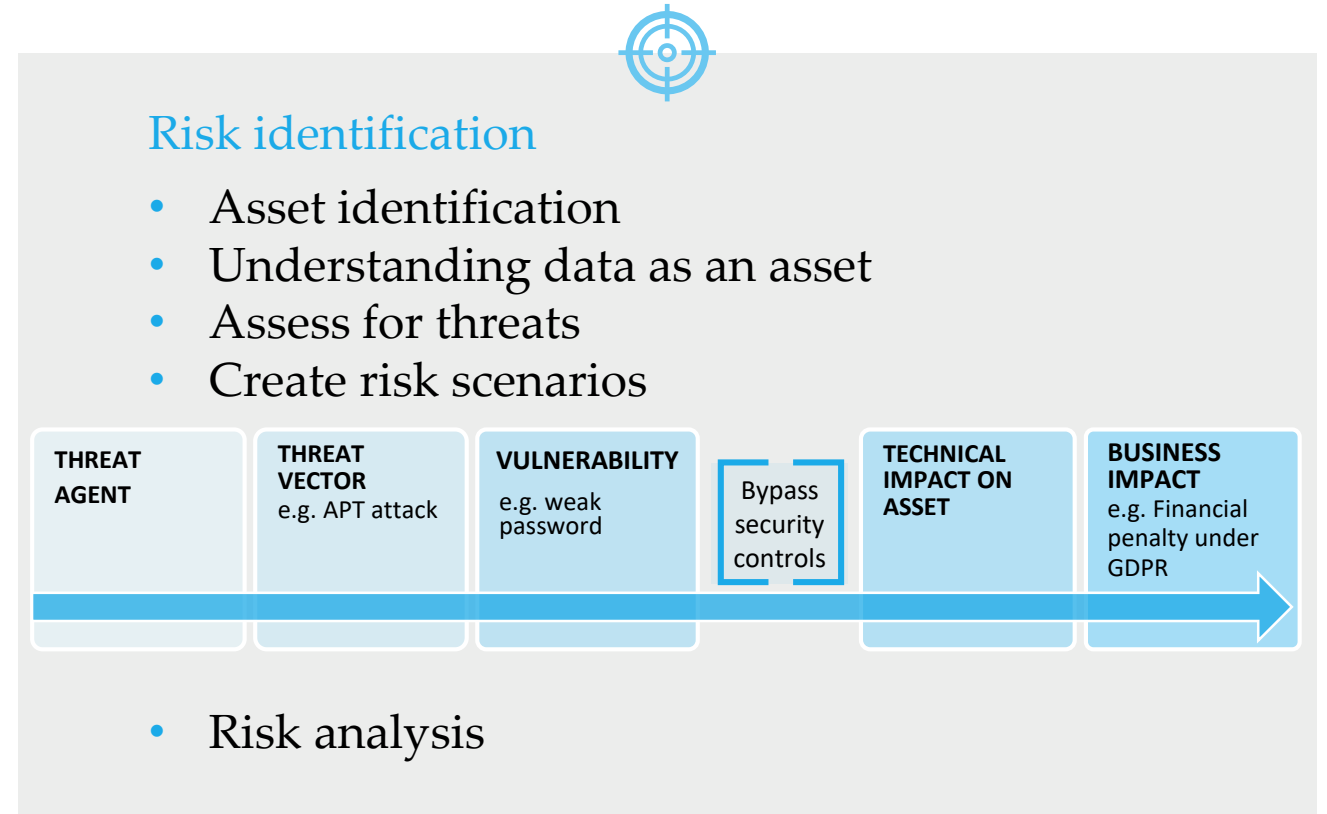 Risk identification
• Asset identification
• Understanding data as an asset
• Assess for threats
• Create risk scenarios
THREAT
AGENT
THREAT
VECTOR
e.g. APT attack
VULNERABILITY
e.g. weak
password
Bypass
security
controls
TECHNICAL
IMPACT ON
ASSET
BUSINESS
IMPACT
e.g. Financial
penalty under
GDPR
• Risk analysis